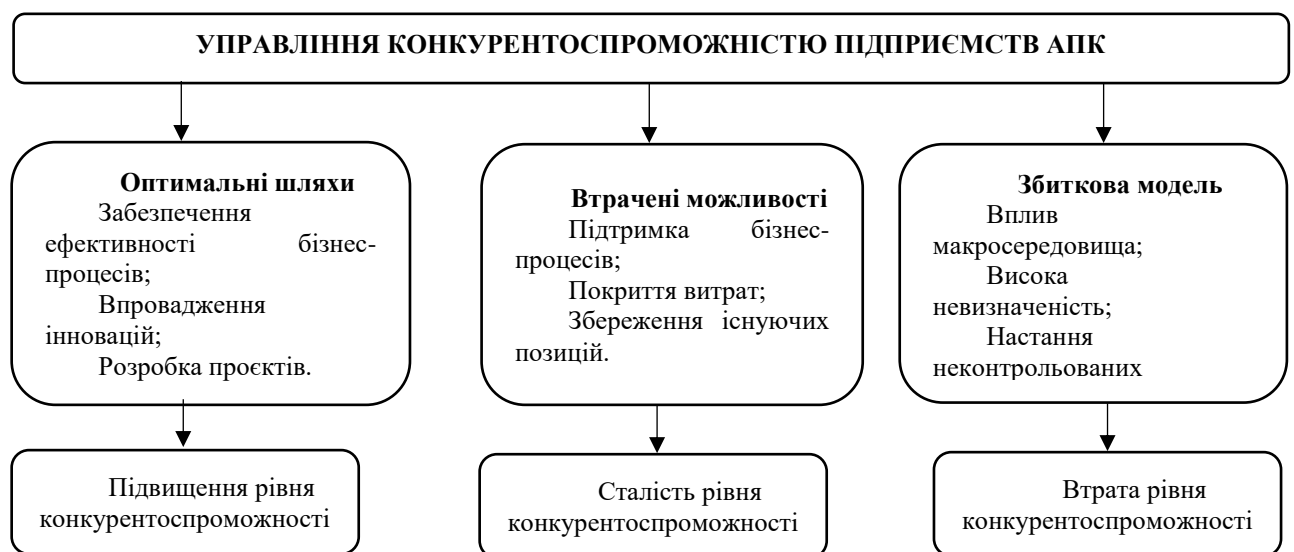 УПРАВЛІННЯ КОНКУРЕНТОСПРОМОЖНІСТЮ ПІДПРИЄМСТВ АПК
Оптимальні шляхи
Забезпечення
ефективності бізнес-
процесів;
Впровадження
інновацій;
Розробка проєктів.
Втрачені можливості
Підтримка бізнес-
процесів;
Покриття витрат;
Збереження існуючих
позицій.
Збиткова модель
Вплив
макросередовища;
Висока
невизначеність;
Настання
неконтрольованих
Підвищення рівня
конкурентоспроможності
Сталість рівня
конкурентоспроможності
Втрата рівня
конкурентоспроможності